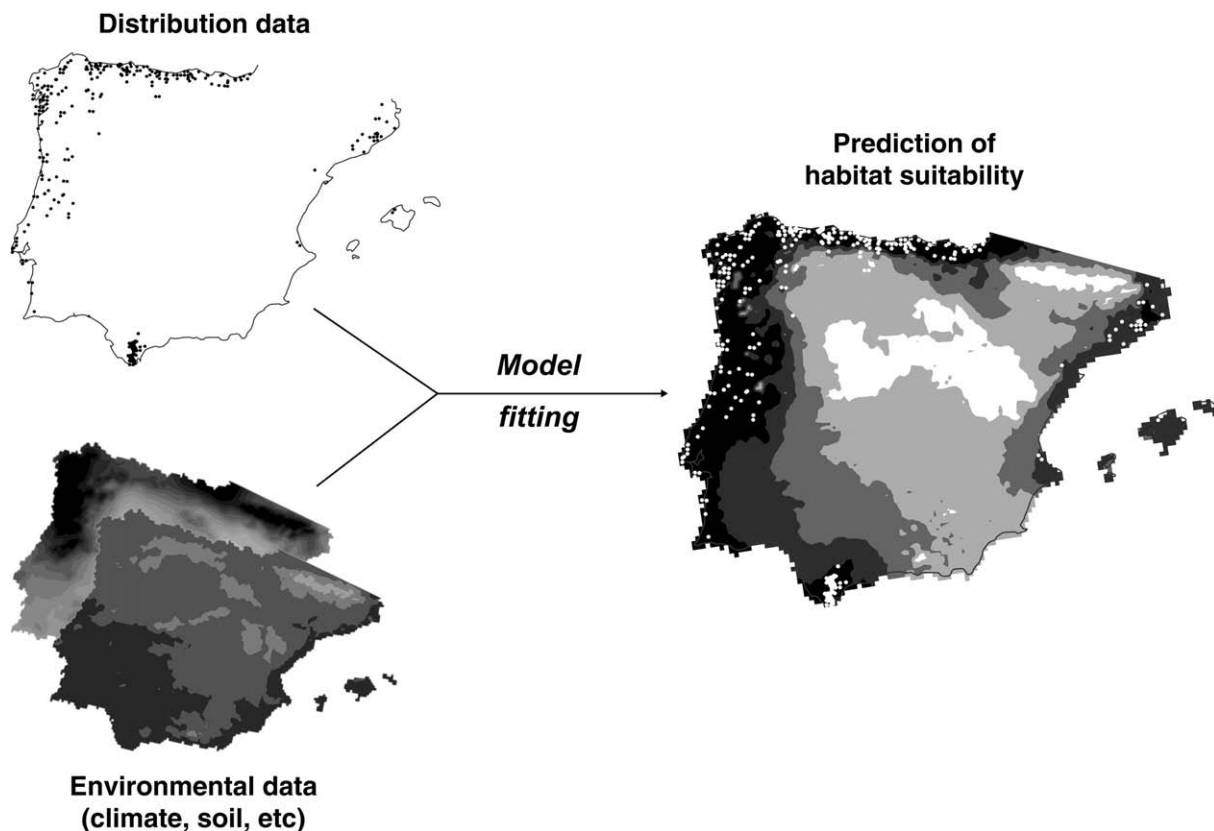 Distribution data
Prediction of
habitat suitability
Model
fitting
Environmental data
(climate, soil, etc)